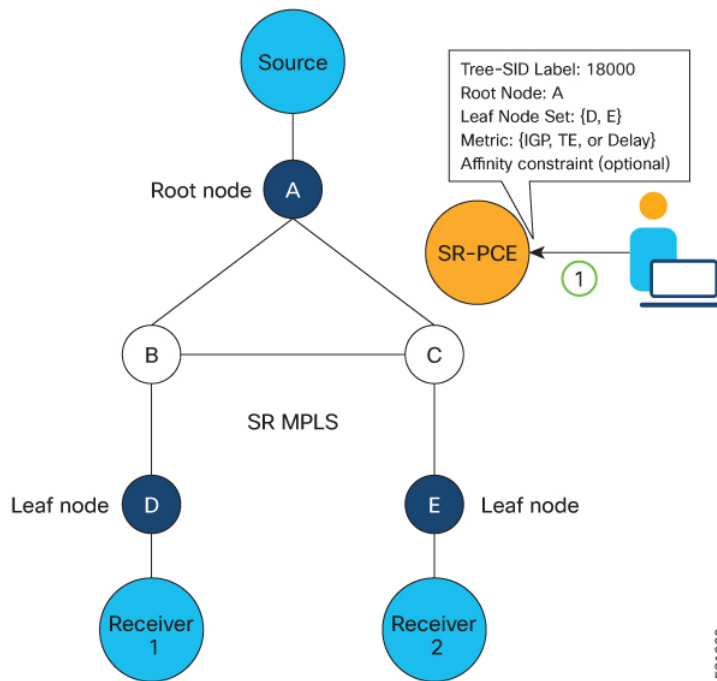 Source
Tree-SID Label: 18000
Root Node: A
Leaf Node Set: {D, E}
Metric: {IGP, TE, or Delay}
Affinity constraint (optional)
Root node
A
SR-PCE
1
B
C
SR MPLS
Leaf node
D
E
Leaf node
Receiver
1
Receiver
2